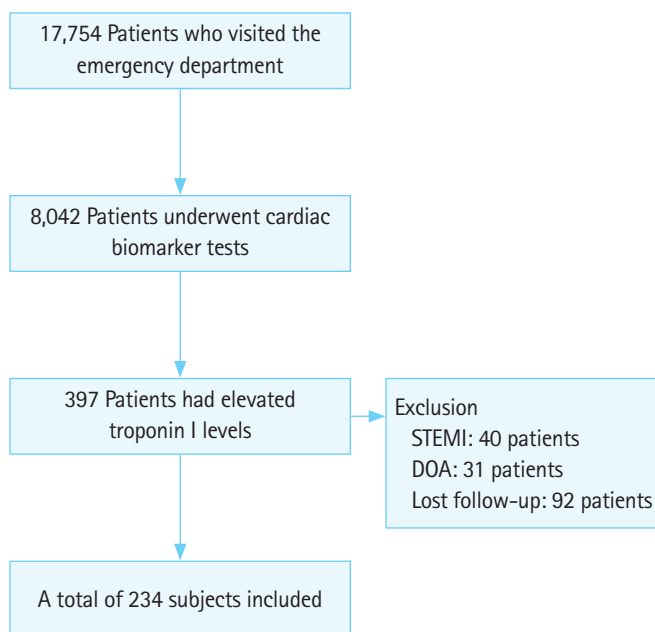 17,754 Patients who visited the
emergency department
8,042 Patients underwent cardiac
biomarker tests
397 Patients had elevated
troponin I levels
Exclusion
STEMI: 40 patients
DOA: 31 patients
Lost follow-up: 92 patients
A total of 234 subjects included